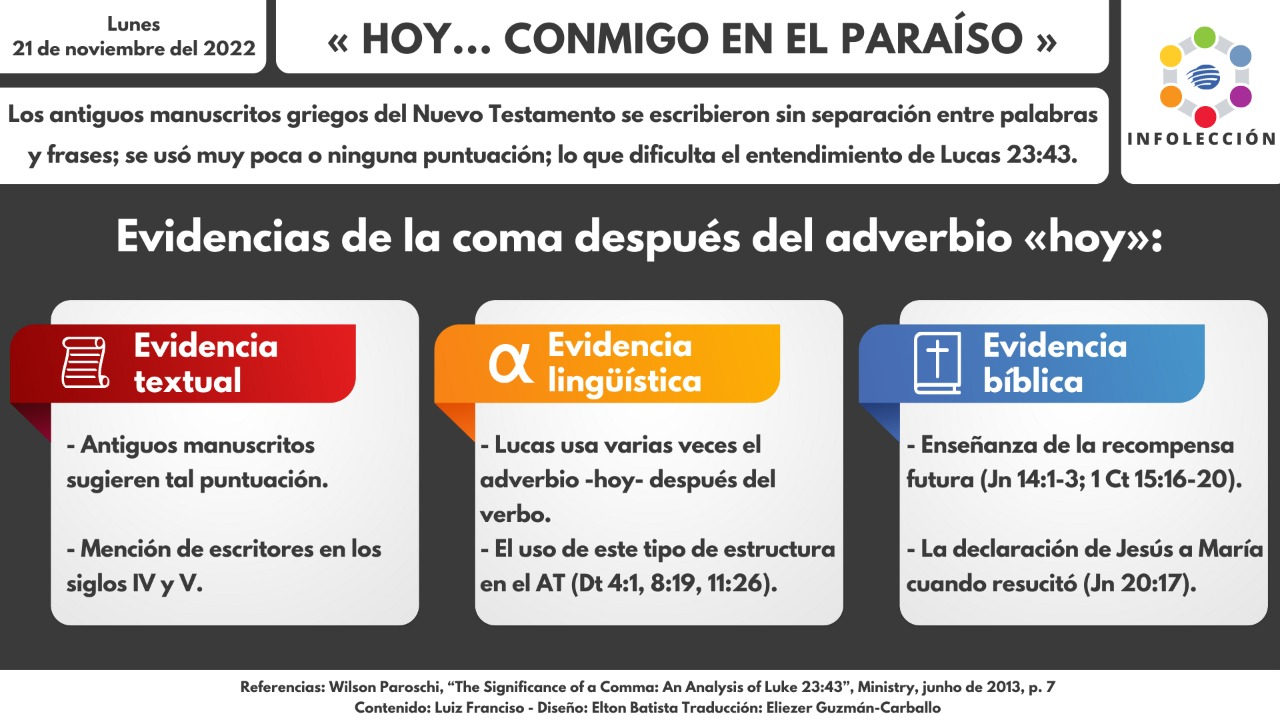 Lunes
21 de noviembre del 2022
« HOY... CONMIGO EN EL PARAÍSO »
INFOLECCIÓN
Los antiguos manuscritos griegos del Nuevo Testamento se escribieron sin separación entre palabras
y frases; se usó muy poca o ninguna puntuación; lo que dificulta el entendimiento de Lucas 23:43.
Evidencias de la coma después del adverbio «hoy»:
Evidencia
textual
- Antiguos manuscritos
sugieren tal puntuación.
- Mención de escritores en los
siglos IV y V.
α
Evidencia
lingüística
- Lucas usa varias veces el
adverbio -hoy- después del
verbo.
- El uso de este tipo de estructura
en el AT (Dt 4:1, 8:19, 11:26).
Evidencia
bíblica
- Enseñanza de la recompensa
futura (Jn 14:1-3; 1 Ct 15:16-20).
- La declaración de Jesús a María
cuando resucitó (Jn 20:17).
Referencias: Wilson Paroschi, “The Significance of a Comma: An Analysis of Luke 23:43”, Ministry, junho de 2013, p. 7
Contenido: Luiz Franciso - Diseño: Elton Batista Traducción: Eliezer Guzmán-Carballo